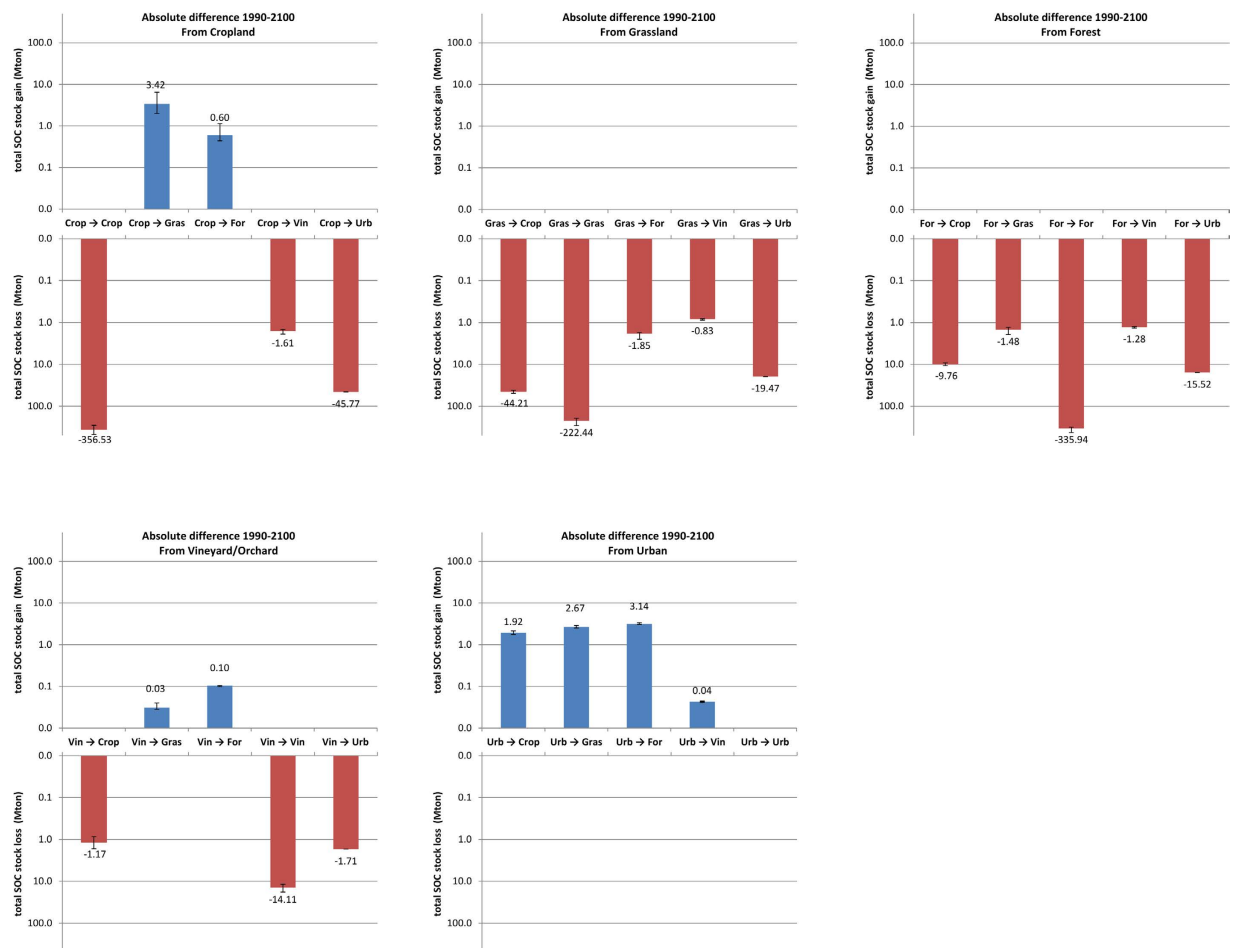 Absolute difference 1990-2100
From Cropland
total SOC stock gain (Mton)
100.0
10.0
1.0
0.1
0.0
3.42
0.60
Crop → Crop Crop → Gras Crop → For Crop → Vin Crop → Urb
total SOC stock loss (Mton)
0.0
0.1
1.0
10.0
100.0
-356.53
-1.61
-45.77
Absolute difference 1990-2100
From Grassland
total SOC stock gain (Mton)
100.0
10.0
1.0
0.1
0.0
Gras → Crop Gras → Gras Gras → For Gras → Vin Gras → Urb
total SOC stock loss (Mton)
0.0
0.1
1.0
10.0
100.0
-44.21
-222.44
-1.85
-0.83
-19.47
Absolute difference 1990-2100
From Forest
total SOC stock gain (Mton)
100.0
10.0
1.0
0.1
0.0
For → Crop For → Gras For → For For → Vin For → Urb
total SOC stock loss (Mton)
0.0
0.1
1.0
10.0
100.0
-9.76
-1.48
-335.94
-1.28
-15.52
Absolute difference 1990-2100
From Vineyard/Orchard
total SOC stock gain (Mton)
100.0
10.0
1.0
0.1
0.0
0.03
0.10
Vin → Crop Vin → Gras Vin → For Vin → Vin Vin → Urb
total SOC stock loss (Mton)
0.0
0.1
1.0
10.0
100.0
-1.17
-14.11
-1.71
Absolute difference 1990-2100
From Urban
total SOC stock gain (Mton)
100.0
10.0
1.0
0.1
0.0
1.92
2.67
3.14
0.04
Urb → Crop Urb → Gras Urb → For Urb → Vin Urb → Urb
total SOC stock loss (Mton)
0.0
0.1
1.0
10.0
100.0